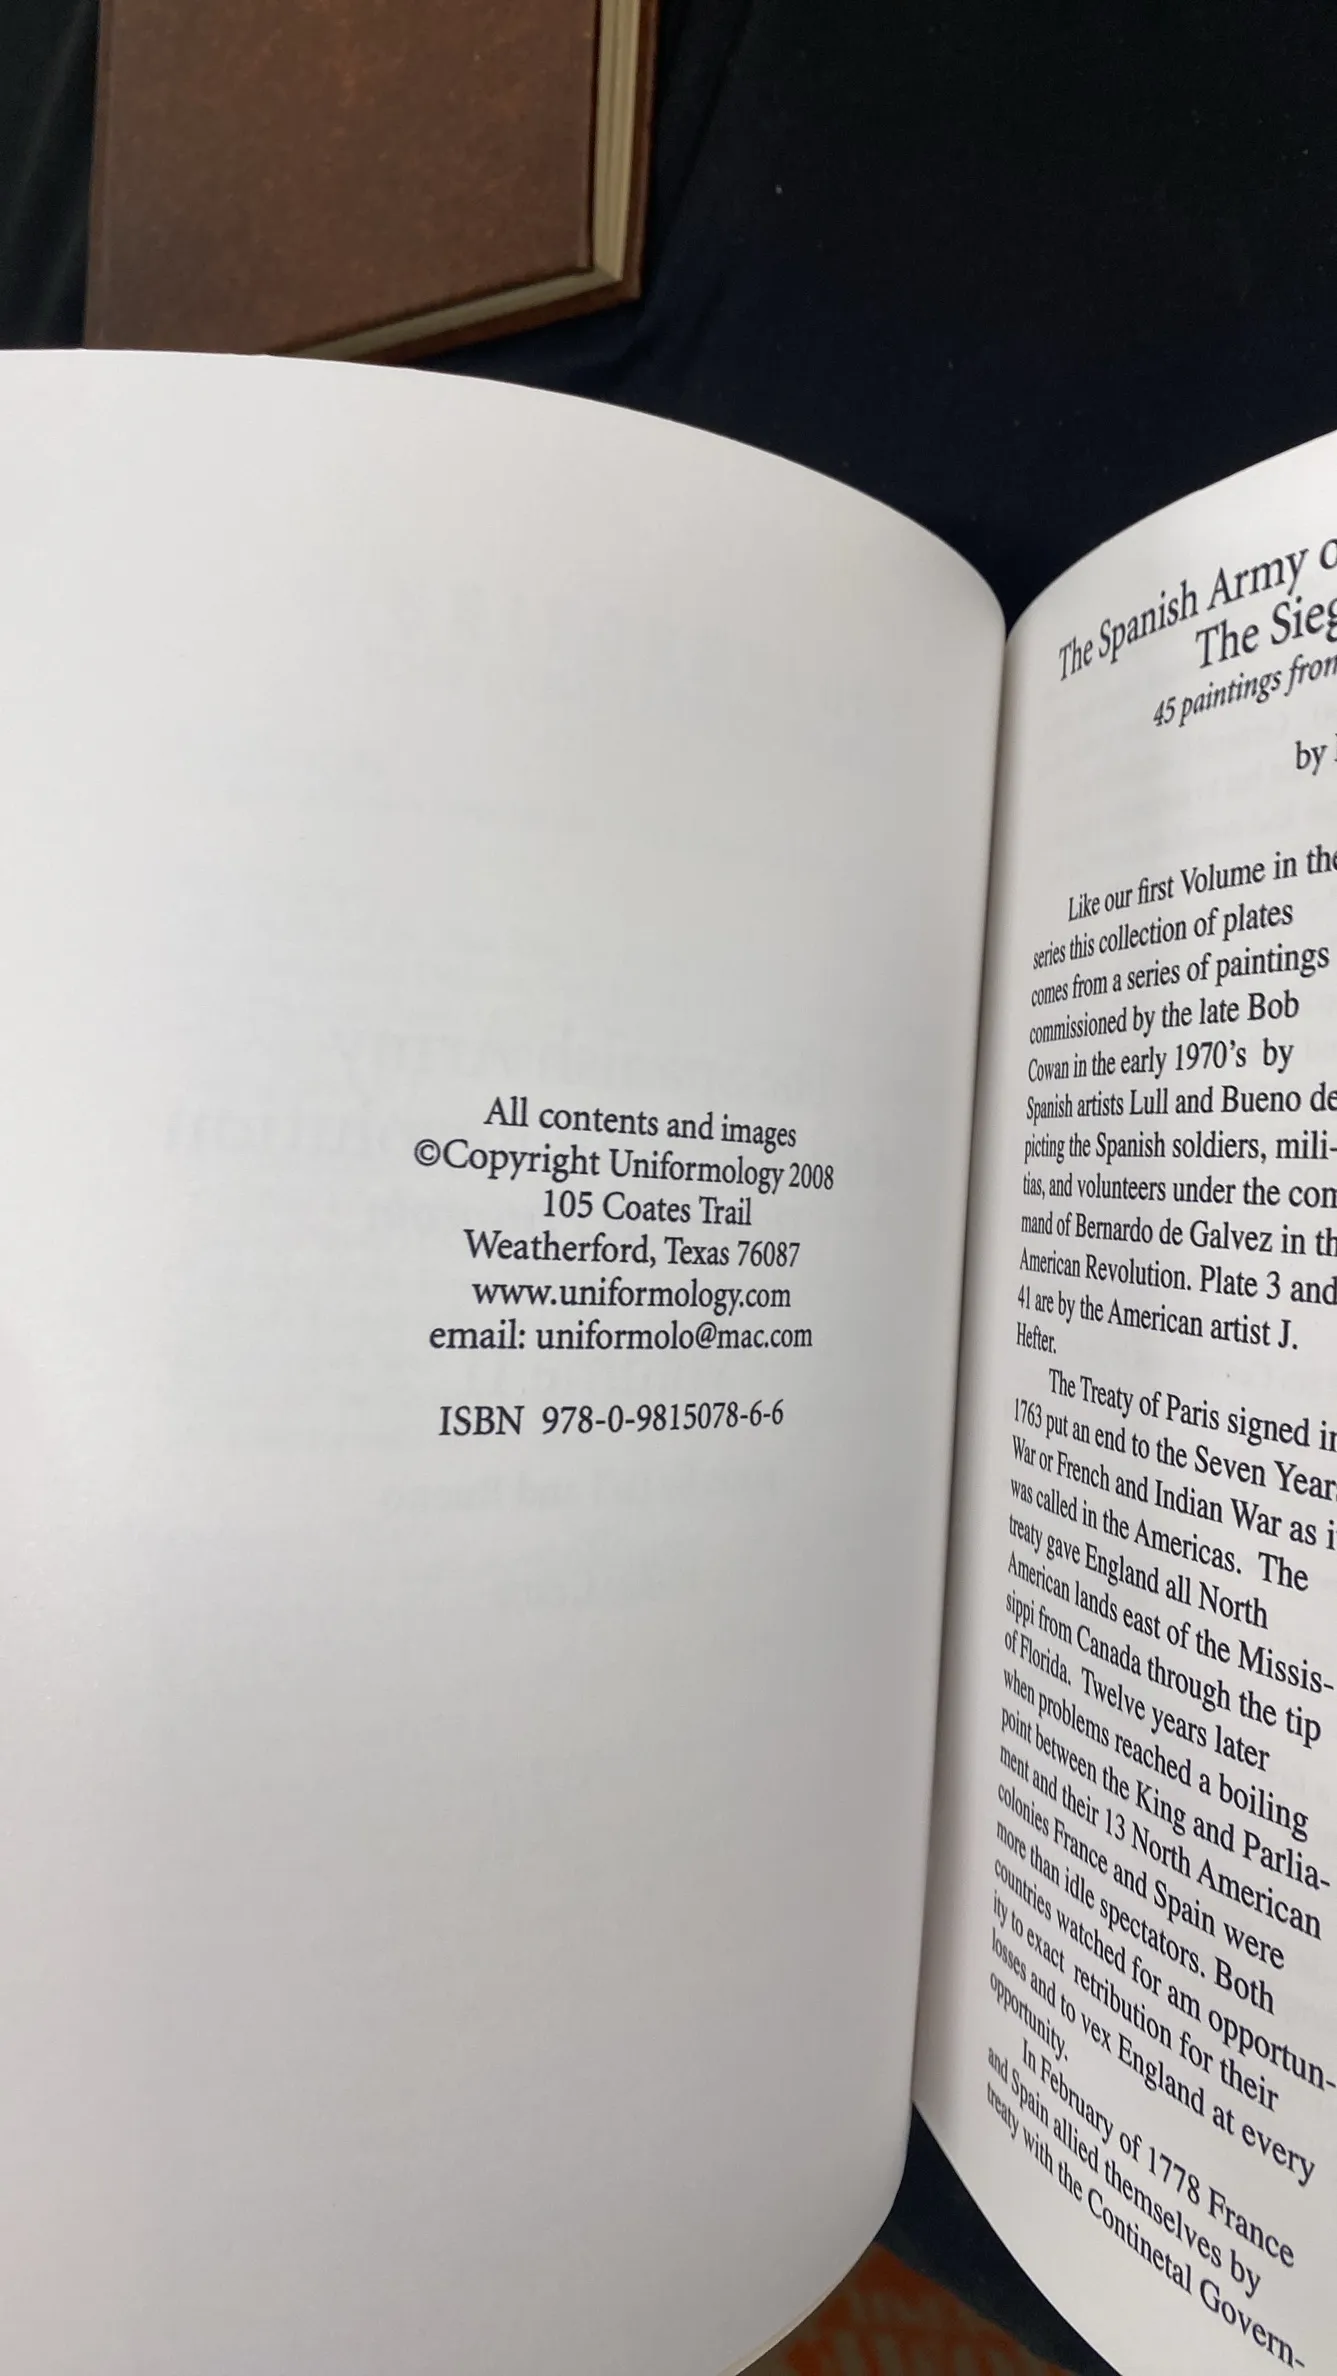 All contents and images
©Copyright Uniformology 2008
105 Coates Trail
Weatherford, Texas 76087
www.uniformology.com
email: uniformolo@mac.com
ISBN 978-0-9815078-6-6
The Spanish Army
The
45 paintings
by
Like our first Volume in the
series this collection of plates
comes from a series of paintings
commissioned by the late Bob
Cowan in the early 1970's by
Spanish artists Lull and Bueno de
picting the Spanish soldiers, mili-
tias, and volunteers under the com
mand of Bernardo de Galvez in th
American Revolution. Plate 3 and
41 are by the American artist J.
Hefter.
The Treaty of Paris signed in
1763 put an end to the Seven Year
War or French and Indian War as i
was called in the Americas. The
treaty gave England all North
American lands east of the Missis-
sippi from Canada through the tip
of Florida. Twelve years later
when problems reached a boiling
point between the King and Parlia-
ment and their 13 North American
colonies France and Spain were
more than idle spectators. Both
countries watched for am opportun-
ity to exact retribution for their
losses and to vex England at every
opportunity.
In February of 1778 France
and Spain allied themselves by
treaty with the Continetal Govern-